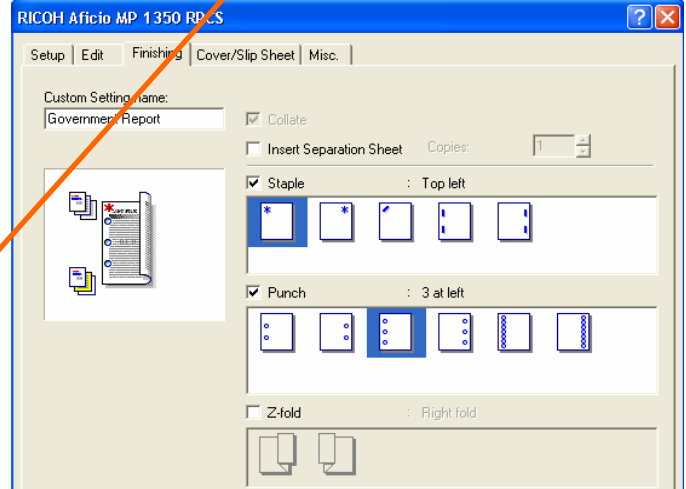 RICOH Aficio MP 1350 RPCS
Setup Edit Finishing Cover/Slip Sheet Misc.
Custom Setting name:
Government Report
Collate
Insert Separation Sheet Copies: 1
Staple : Top left
Punch : 3 at left
Z-fold : Right fold